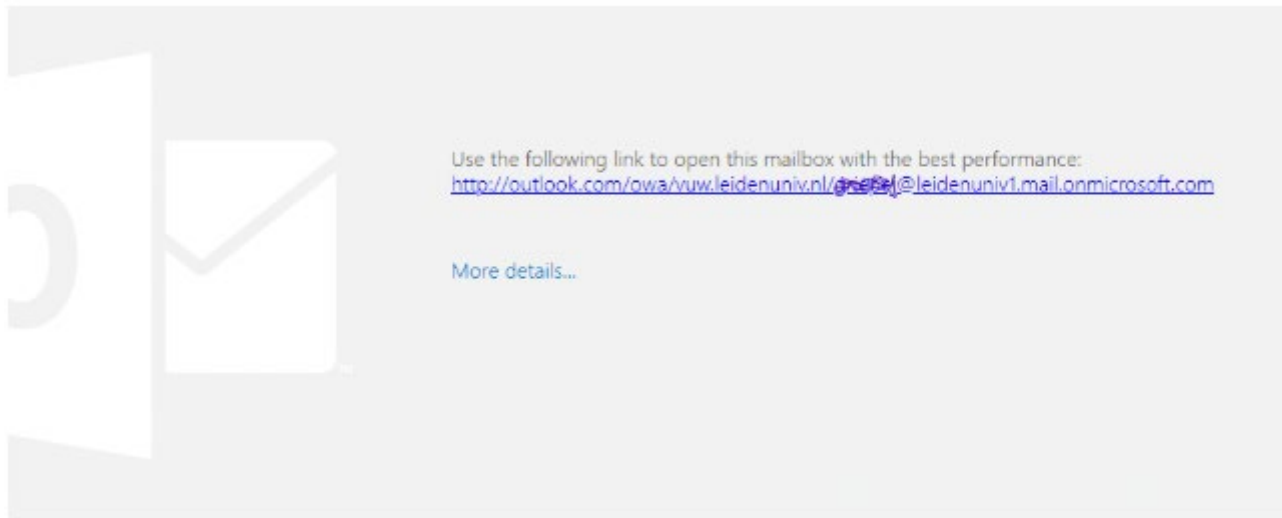 Use the following link to open this mailbox with the best performance:
http://outlook.com/owa/vuw.leidenuniv.nl/@leidenuniv1.mail.onmicrosoft.com
More details...